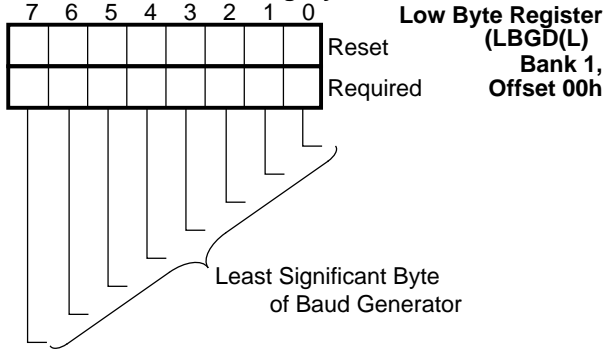 7 6 5 4 3 2 1 0
Low Byte Register
(LBGD(L)
Bank 1,
Offset 00h
Reset
Required
Least Significant Byte
of Baud Generator